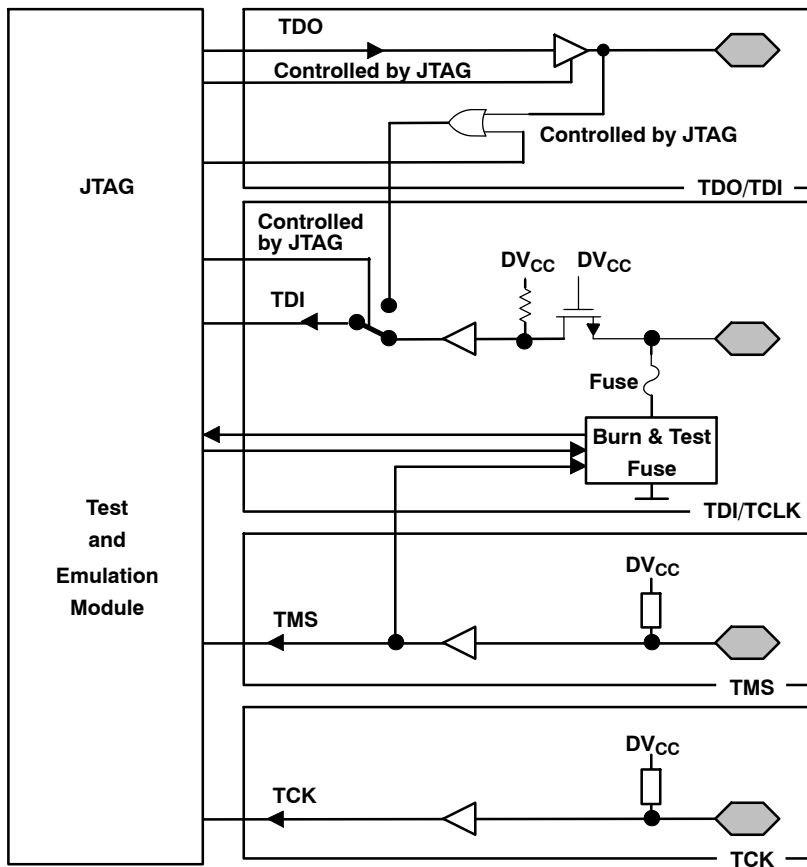 JTAG
Test
and
Emulation
Module
TDO
Controlled by JTAG
Controlled by JTAG
TDO/TDI
Controlled
by JTAG
TDI
DVCC
DVCC
Fuse
Burn & Test
Fuse
TDI/TCLK
DVCC
TMS
TMS
DVCC
TCK
TCK